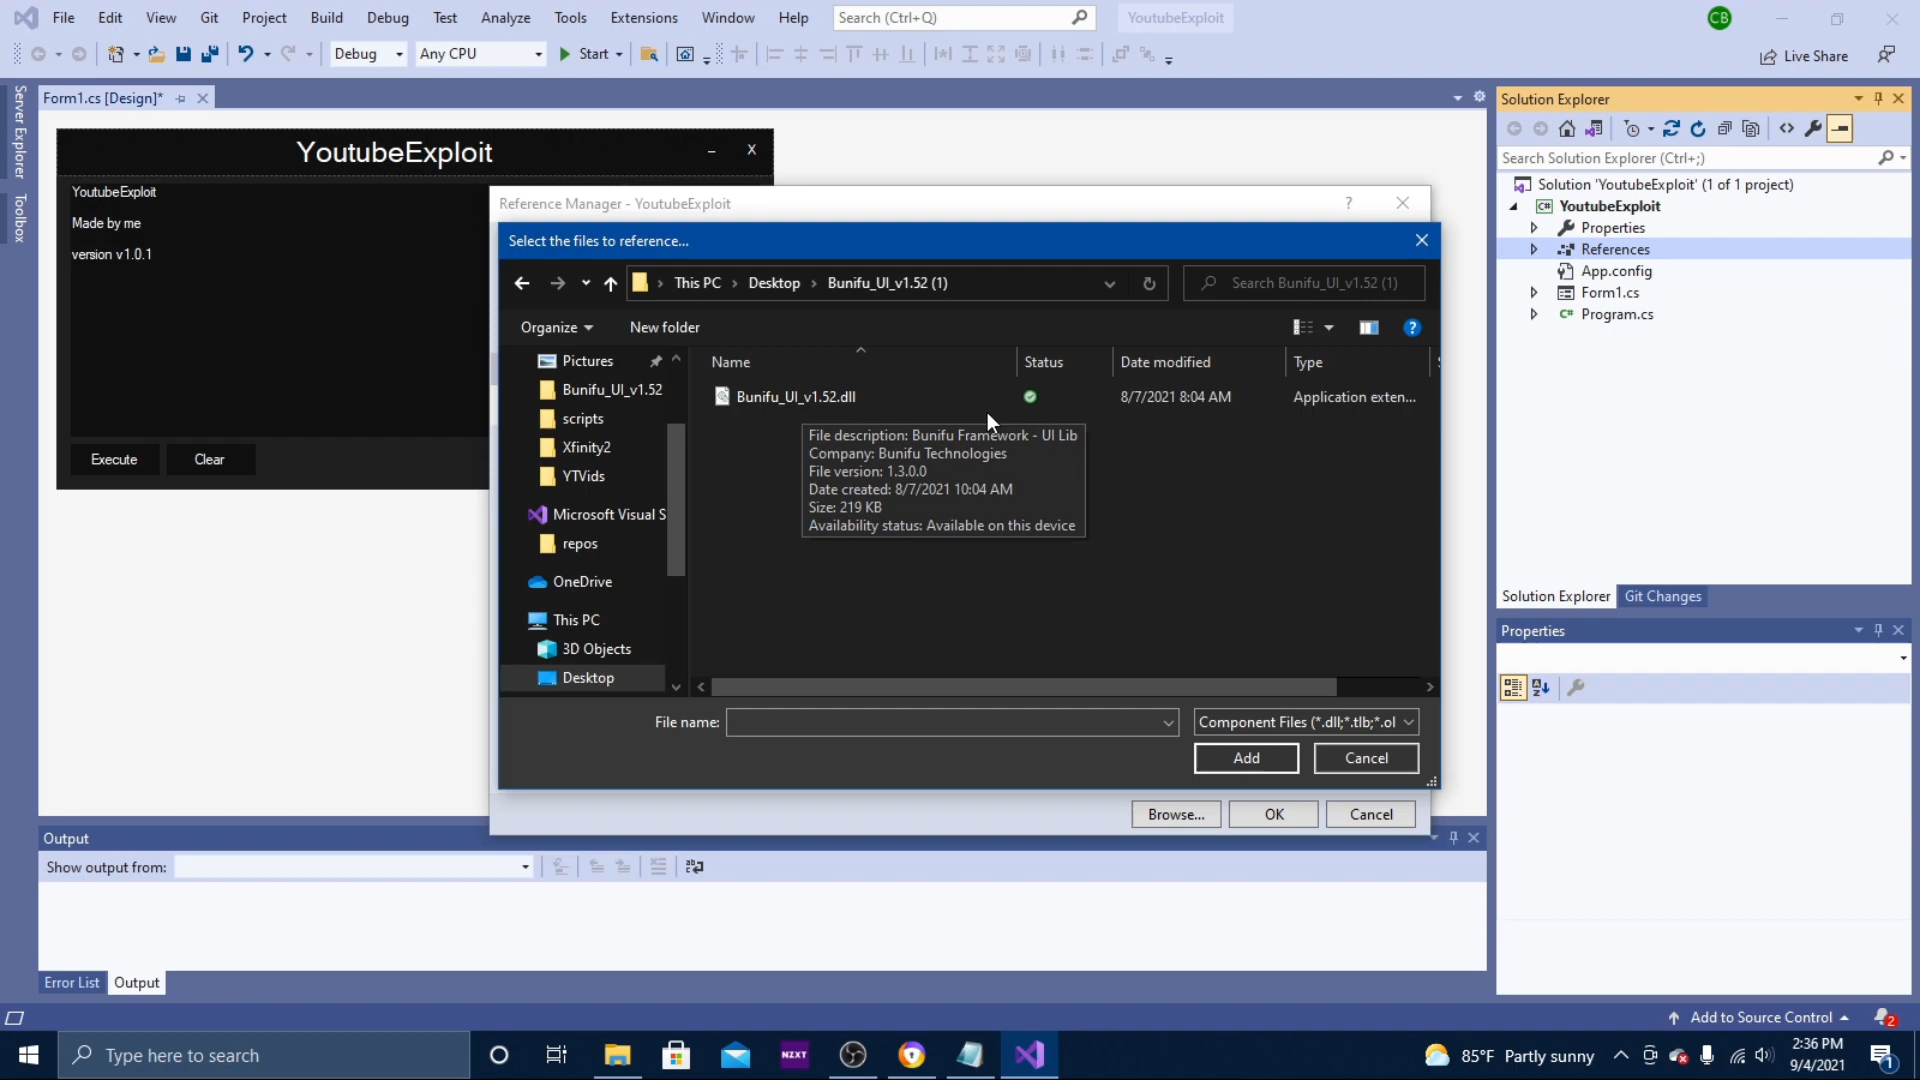 File Edit View Git Project Build Debug Test Analyze Tools Extensions Window Help Search (Ctrl+Q) YoutubeExploit CB
Debug Any CPU Start Live Share
Server Explorer
Toolbox
Form1.cs [Design]*
YoutubeExploit – X
YoutubeExploit
Made by me
version v1.0.1
Execute Clear
Reference Manager - YoutubeExploit ?
Select the files to reference...
This PC > Desktop > Bunifu_UI_v1.52 (1) Search Bunifu_UI_v1.52 (1)
Organize New folder ?
Name Status Date modified Type
Bunifu_UI_v1.52.dll 8/7/2021 8:04 AM Application exten...
File description: Bunifu Framework - UI Lib
Company: Bunifu Technologies
File version: 1.3.0.0
Date created: 8/7/2021 10:04 AM
Size: 219 KB
Availability status: Available on this device
Pictures
Bunifu_UI_v1.52
scripts
Xfinity2
YTVids
Microsoft Visual S
repos
OneDrive
This PC
3D Objects
Desktop
File name: Component Files (*.dll;*.tlb;*.ol
Add Cancel
Browse... OK Cancel
Solution Explorer
Search Solution Explorer (Ctrl+;)
Solution 'YoutubeExploit' (1 of 1 project)
C# YoutubeExploit
Properties
References
App.config
Form1.cs
C# Program.cs
Solution Explorer Git Changes
Properties
Output
Show output from:
Error List Output
Add to Source Control 2
Type here to search NZXT 85°F Partly sunny 2:36 PM
9/4/2021 1